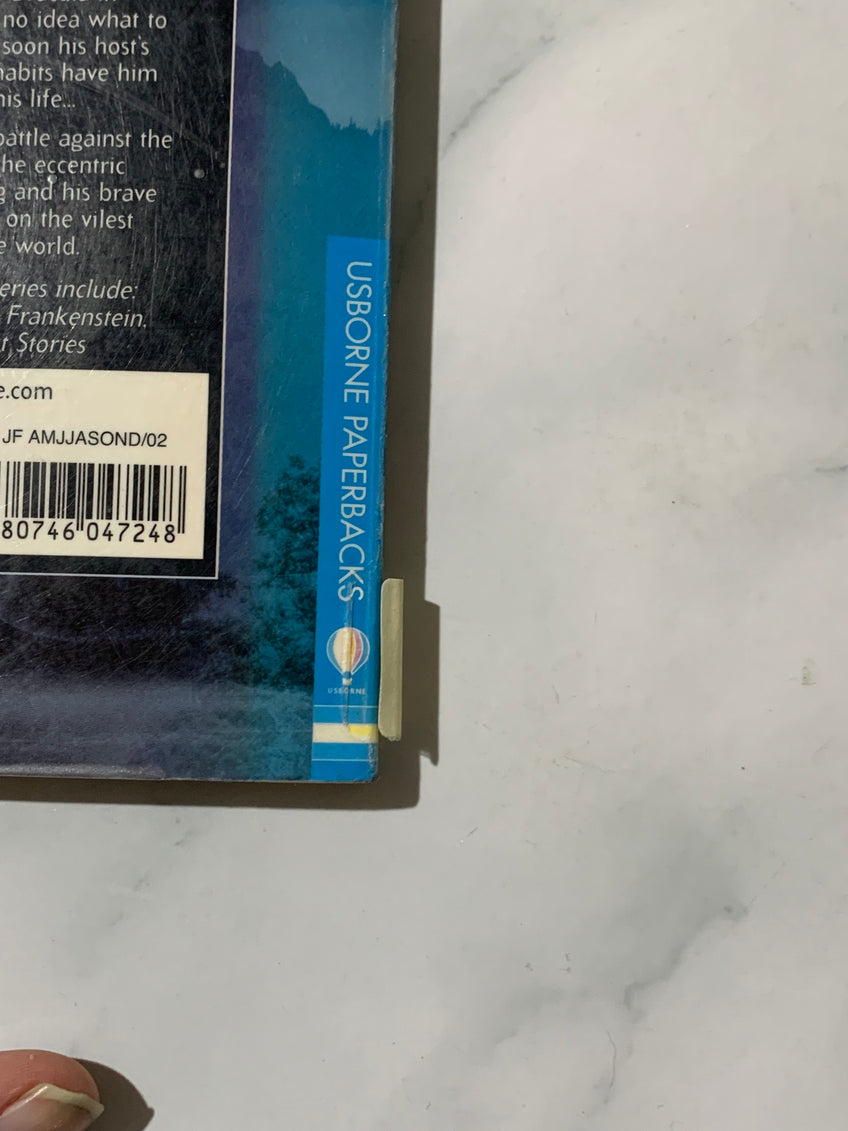 no idea what to
soon his host's
habits have him
his life...
battle against the
he eccentric
g and his brave
on the vilest
e world.
eries include:
Frankenstein,
t Stories
e.com
JF AMJJASOND/02
80746 047248
USBORNE PAPERBACKS
USBORNE